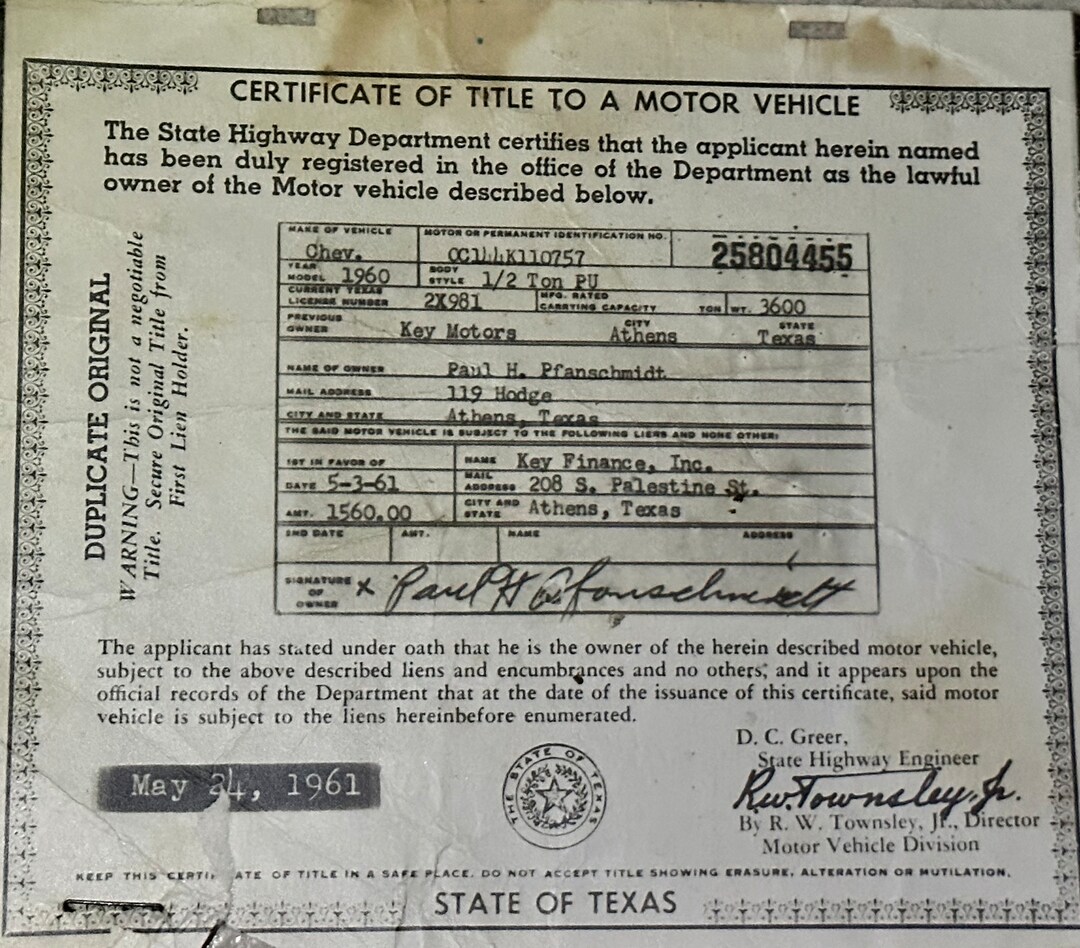 CERTIFICATE OF TITLE TO A MOTOR VEHICLE
The State Highway Department certifies that the applicant herein named
has been duly registered in the office of the Department as the lawful
owner of the Motor vehicle described below.
DUPLICATE ORIGINAL
WARNING—This is not a negotiable
Title. Secure Original Title from
First Lien Holder.
MAKE OF VEHICLE MOTOR OR PERMANENT IDENTIFICATION NO.
Chev. 0C144K110757 25804455
YEAR MODEL 1960 BODY STYLE 1/2 Ton PU
CURRENT TEXAS LICENSE NUMBER 2X981 MFG. RATED CARRYING CAPACITY TON WT. 3600
PREVIOUS OWNER Key Motors CITY Athens STATE Texas
NAME OF OWNER Paul H. Pfanschmidt
MAIL ADDRESS 119 Hodge
CITY AND STATE Athens, Texas
THE SAID MOTOR VEHICLE IS SUBJECT TO THE FOLLOWING LIENS AND NONE OTHER:
1ST IN FAVOR OF NAME Key Finance, Inc.
DATE 5-3-61 MAIL ADDRESS 208 S. Palestine St.
AMT. 1560.00 CITY AND STATE Athens, Texas
2ND DATE AMT. NAME ADDRESS
SIGNATURE OF OWNER x Paul H Pfanschmidt
The applicant has stated under oath that he is the owner of the herein described motor vehicle,
subject to the above described liens and encumbrances and no others; and it appears upon the
official records of the Department that at the date of the issuance of this certificate, said motor
vehicle is subject to the liens hereinbefore enumerated.
May 24, 1961
THE STATE OF TEXAS
D. C. Greer,
State Highway Engineer
R.W. Townsley, Jr.
By R. W. Townsley, Jr., Director
Motor Vehicle Division
KEEP THIS CERTI ATE OF TITLE IN A SAFE PLACE. DO NOT ACCEPT TITLE SHOWING ERASURE, ALTERATION OR MUTILATION.
STATE OF TEXAS